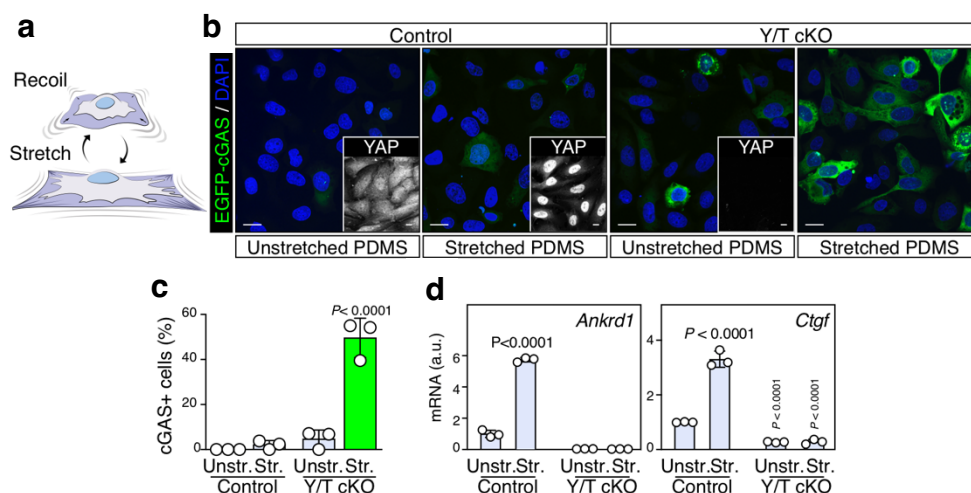 a
Recoil
Stretch
b
Control
Y/T cKO
EGFP-cGAS / DAPI
YAP
YAP
Unstretched PDMS
Stretched PDMS
Unstretched PDMS
Stretched PDMS
c
cGAS+ cells (%)
60
40
20
0
P< 0.0001
Unstr. Str.
Unstr. Str.
Control
Y/T cKO
d
mRNA (a.u.)
Ankrd1
6
4
2
0
P<0.0001
Unstr. Str.
Unstr. Str.
Control
Y/T cKO
Ctgf
4
2
0
P < 0.0001
P < 0.0001
P < 0.0001
Unstr. Str.
Unstr. Str.
Control
Y/T cKO